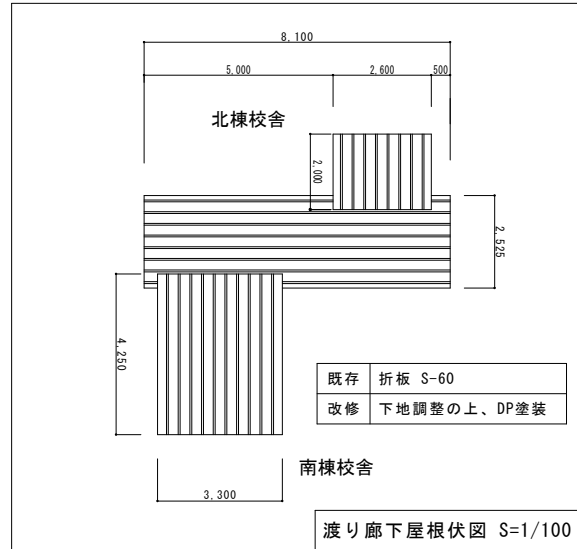 8,100
5,000 2,600 500
北棟校舎
2,000
2,525
4,250
既存 折板 S-60
改修 下地調整の上、DP塗装
南棟校舎
3,300
渡り廊下屋根伏図 S=1/100